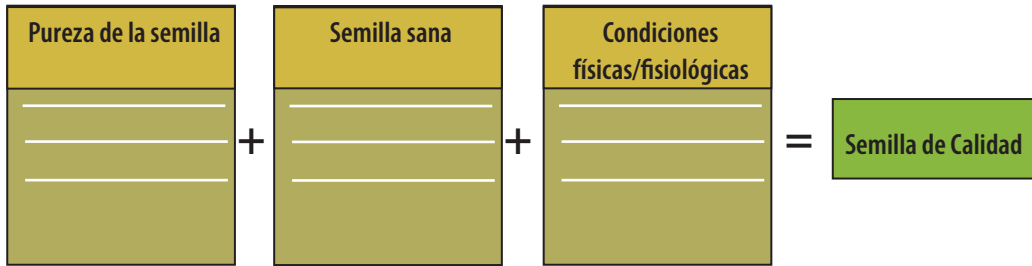 Pureza de la semilla
Semilla sana
Condiciones
físicas/fisiológicas
+
+
=
Semilla de Calidad